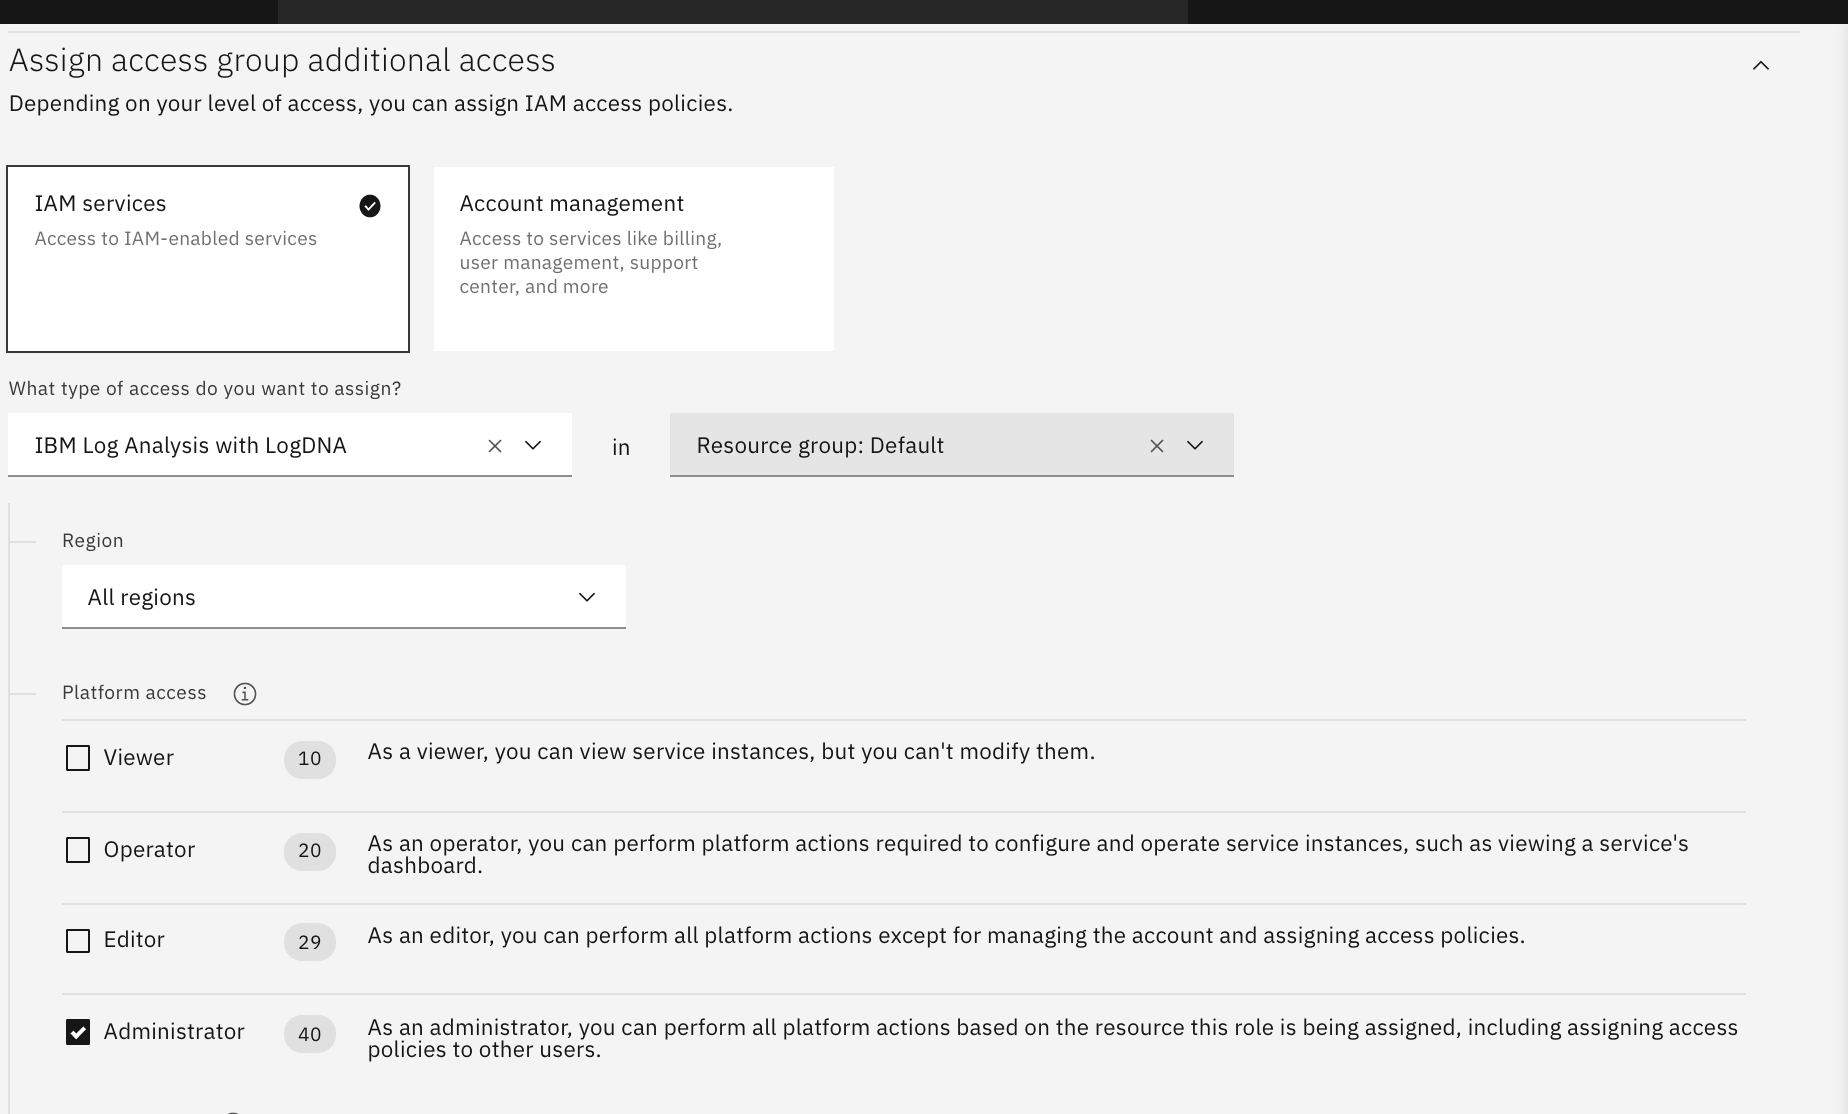 Assign access group additional access
Depending on your level of access, you can assign IAM access policies.
IAM services
Access to IAM-enabled services
Account management
Access to services like billing,
user management, support
center, and more
What type of access do you want to assign?
IBM Log Analysis with LogDNA
in
Resource group: Default
Region
All regions
Platform access
Viewer 10 As a viewer, you can view service instances, but you can't modify them.
Operator 20 As an operator, you can perform platform actions required to configure and operate service instances, such as viewing a service's
dashboard.
Editor 29 As an editor, you can perform all platform actions except for managing the account and assigning access policies.
Administrator 40 As an administrator, you can perform all platform actions based on the resource this role is being assigned, including assigning access
policies to other users.